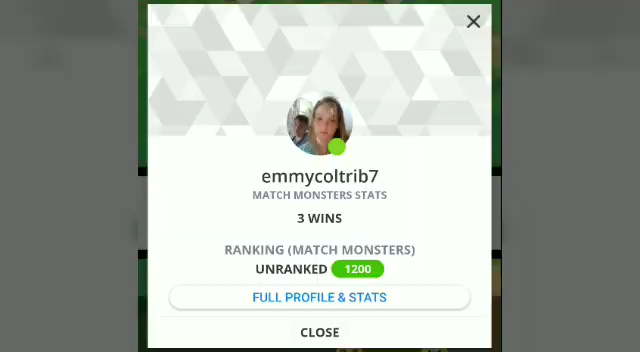 emmycoltrib7
MATCH MONSTERS STATS
3 WINS
RANKING (MATCH MONSTERS)
UNRANKED 1200
FULL PROFILE & STATS
CLOSE